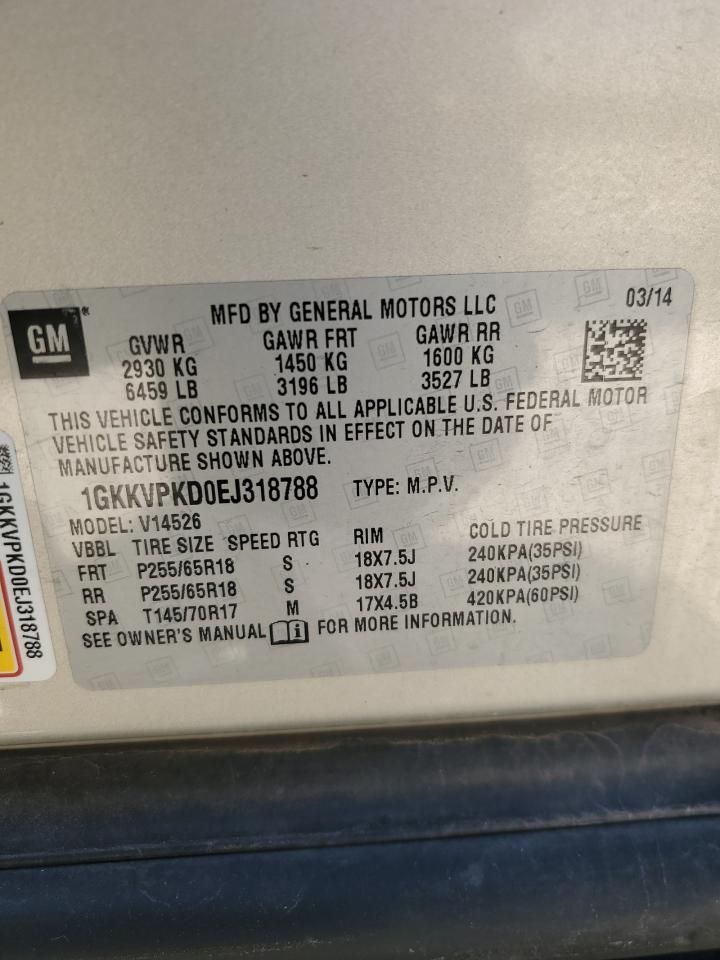 GM
MFD BY GENERAL MOTORS LLC
03/14
GVWR GAWR FRT GAWR RR
2930 KG 1450 KG 1600 KG
6459 LB 3196 LB 3527 LB
THIS VEHICLE CONFORMS TO ALL APPLICABLE U.S. FEDERAL MOTOR
VEHICLE SAFETY STANDARDS IN EFFECT ON THE DATE OF
MANUFACTURE SHOWN ABOVE.
1GKKVPKD0EJ318788 TYPE: M.P.V.
MODEL: V14526
VBBL TIRE SIZE SPEED RTG RIM COLD TIRE PRESSURE
FRT P255/65R18 S 18X7.5J 240KPA(35PSI)
RR P255/65R18 S 18X7.5J 240KPA(35PSI)
SPA T145/70R17 M 17X4.5B 420KPA(60PSI)
SEE OWNER'S MANUAL i FOR MORE INFORMATION.
1GKKVPKD0EJ318788